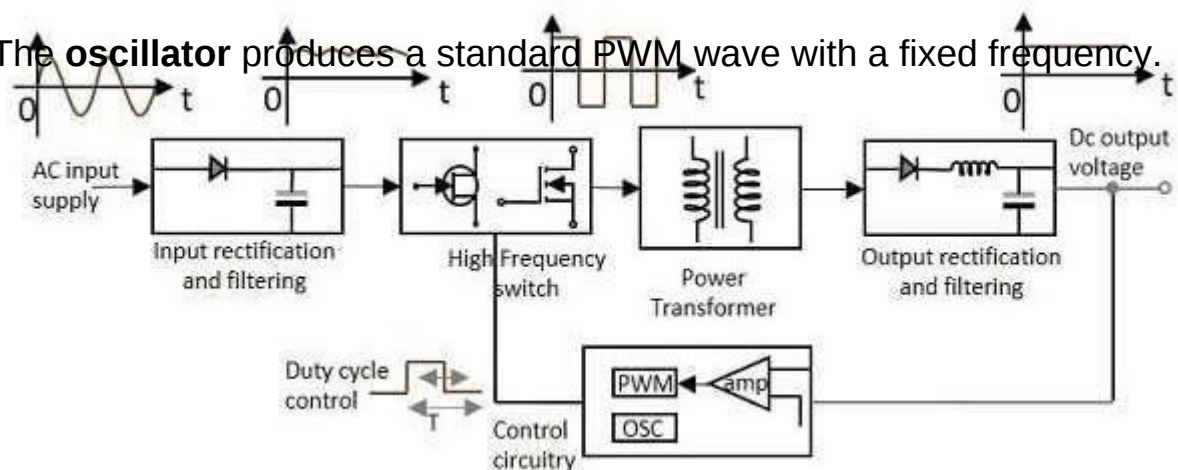 The oscillator produces a standard PWM wave with a fixed frequency.
0
t
0
t
0
t
0
t
AC input
supply
Input rectification
and filtering
High Frequency
switch
Power
Transformer
Output rectification
and filtering
Dc output
voltage
Duty cycle
control
T
Control
circuitry
PWM
amp
OSC